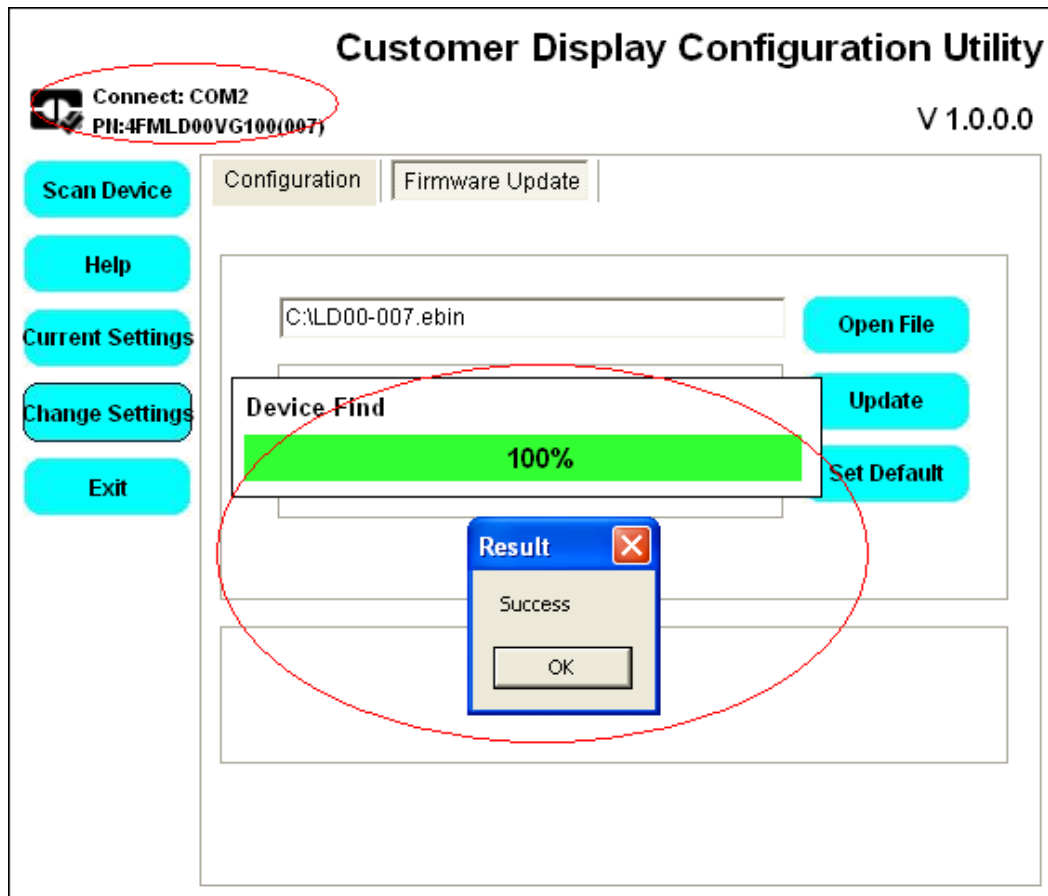 Customer Display Configuration Utility
Connect: COM2
PN:4FMLD00VG100(007)
V 1.0.0.0
Scan Device
Help
Current Settings
Change Settings
Exit
Configuration
Firmware Update
C:\LD00-007.ebin
Open File
Update
Set Default
Device Find
100%
Result
Success
OK